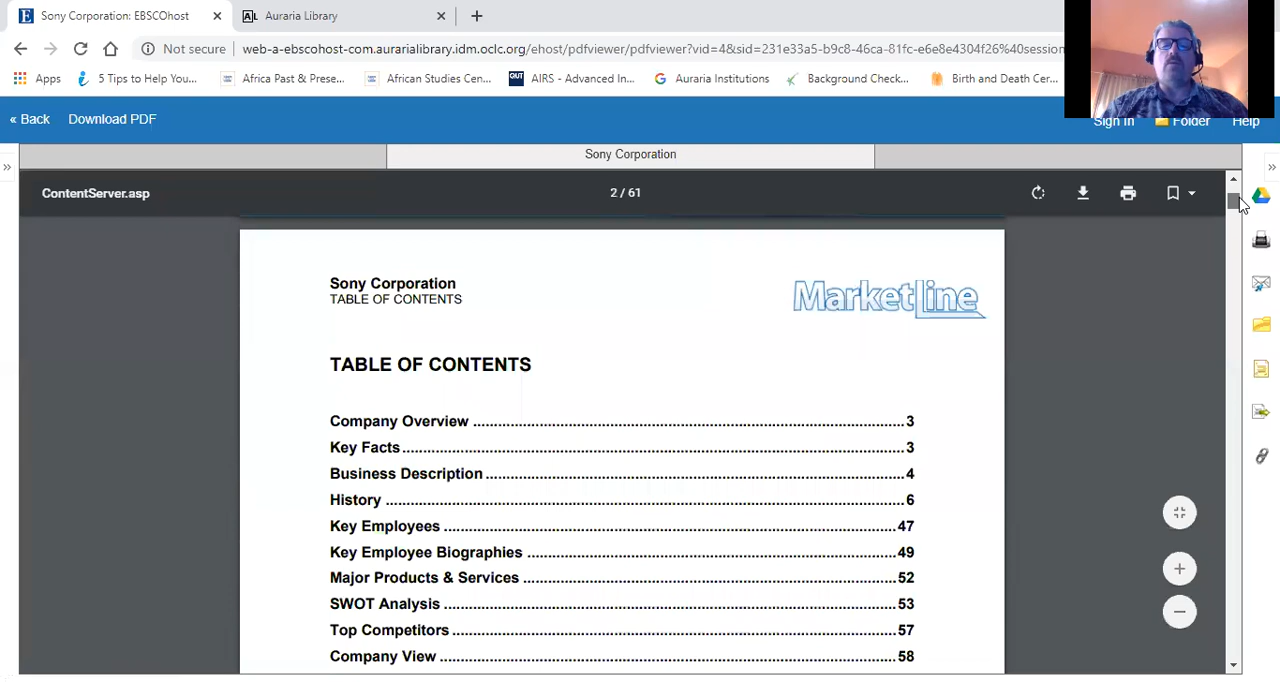 Sony Corporation: EBSCOhost
AL Auraria Library
Not secure web-a-ebscohost-com.aurarialibrary.idm.oclc.org/ehost/pdfviewer/pdfviewer?vid=4&sid=231e33a5-b9c8-46ca-81fc-e6e8e4304f26%40session
Apps 5 Tips to Help You... Africa Past & Prese... African Studies Cen... QUT AIRS - Advanced In... Auraria Institutions Background Check... Birth and Death Cer...
« Back Download PDF Sign In Folder Help
Sony Corporation
ContentServer.asp 2 / 61
Sony Corporation
TABLE OF CONTENTS
MarketLine
TABLE OF CONTENTS
Company Overview ........ 3
Key Facts ........ 3
Business Description ........ 4
History ........ 6
Key Employees ........ 47
Key Employee Biographies ........ 49
Major Products & Services ........ 52
SWOT Analysis ........ 53
Top Competitors ........ 57
Company View ........ 58